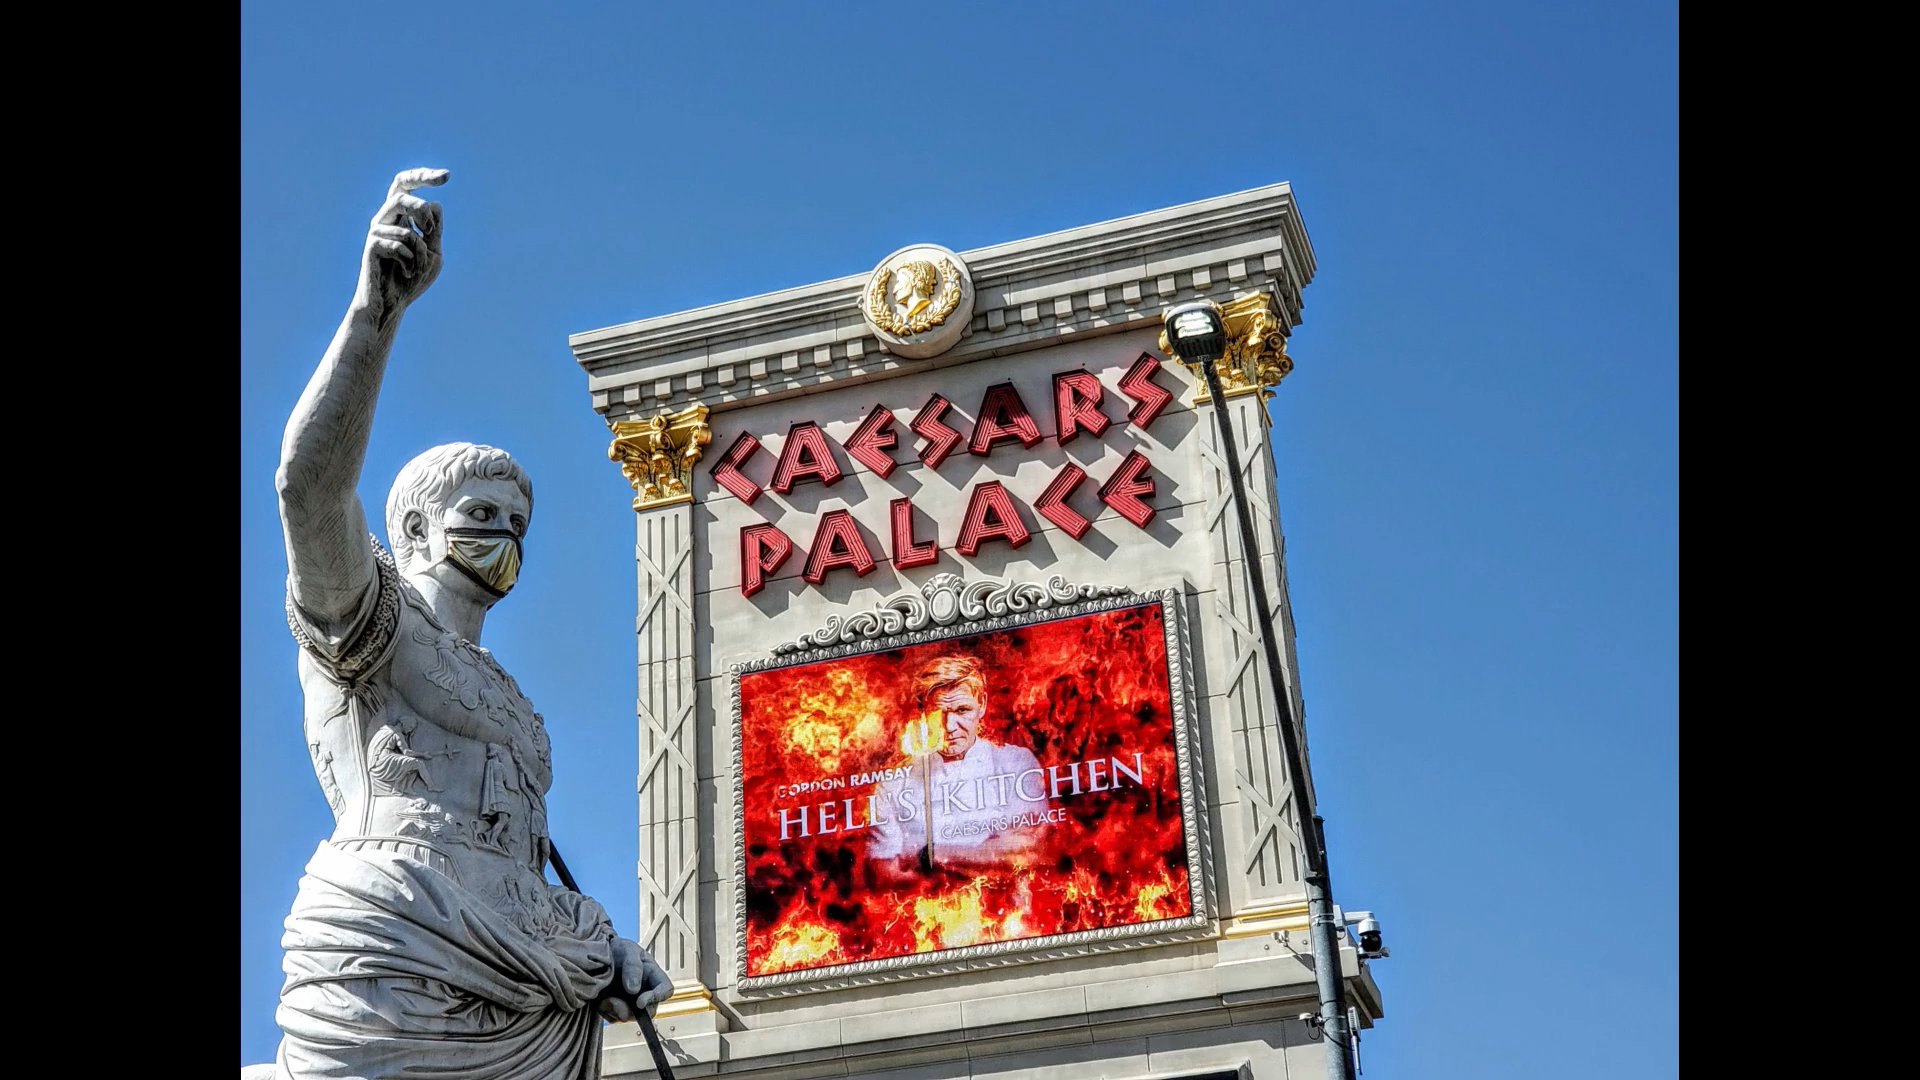 CAESARS
PALACE
GORDON RAMSAY
HELL'S KITCHEN
CAESARS PALACE